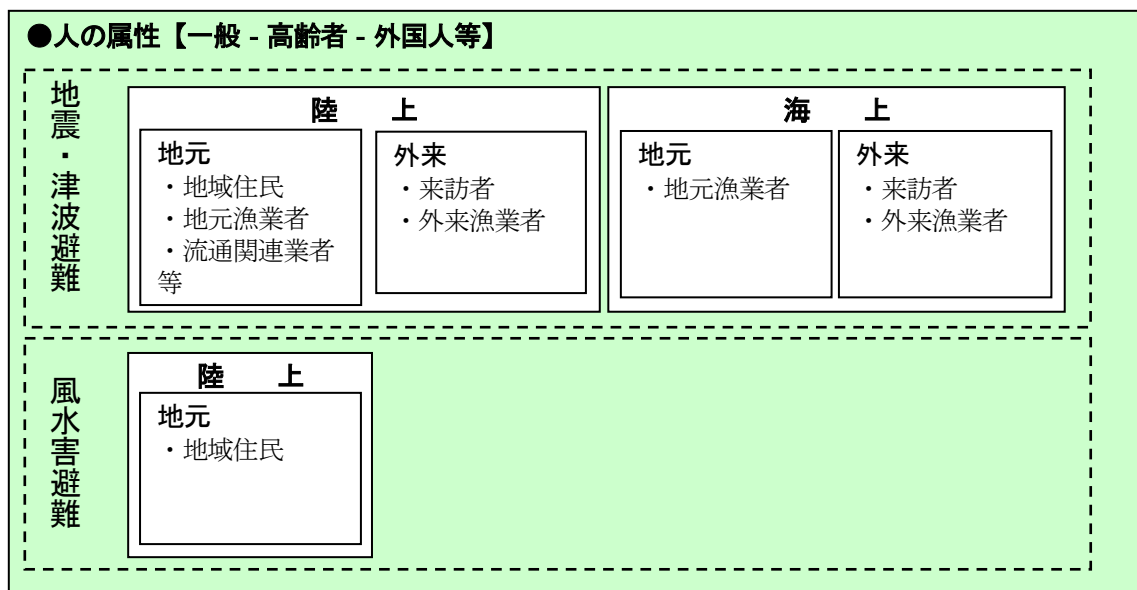 ●人の属性【一般 - 高齢者 - 外国人等】
地震・津波避難
陸 上
地元
・地域住民
・地元漁業者
・流通関連業者
等
外来
・来訪者
・外来漁業者
海 上
地元
・地元漁業者
外来
・来訪者
・外来漁業者
風水害避難
陸 上
地元
・地域住民